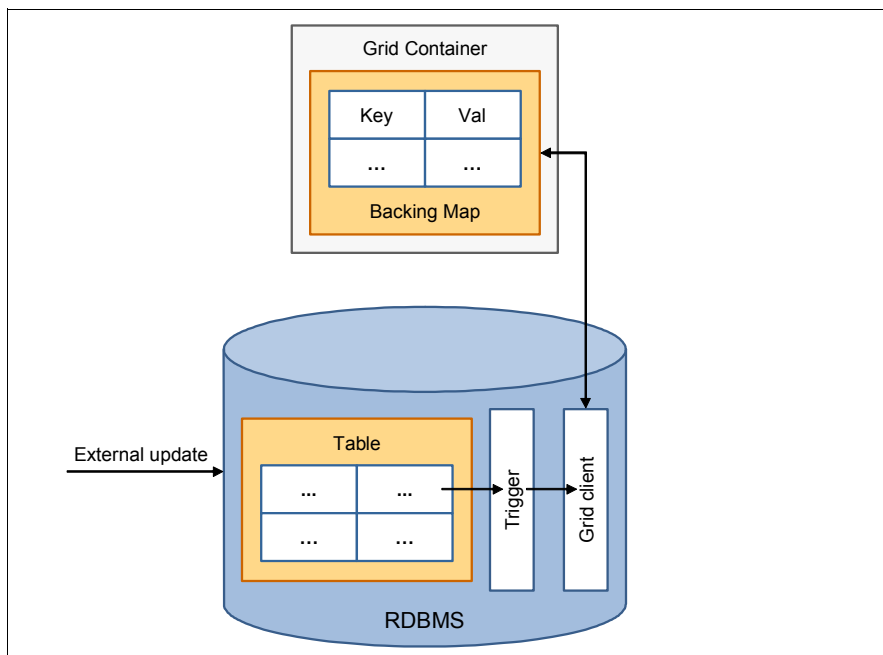 Grid Container
Key Val
... ...
Backing Map
External update
Table
... ...
... ...
Trigger
Grid client
RDBMS